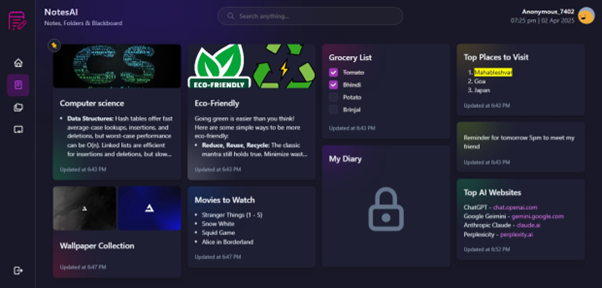 NotesAI
Notes, Folders & Blackboard
Search anything...
Anonymous_7402
07:25 pm | 02 Apr 2025
CS
Computer science
• Data Structures: Hash tables offer fast
average-case lookups, insertions, and
deletions, but worst-case performance
can be O(n). Linked lists are efficient
for insertions and deletions, but slow...
Updated at 6:43 PM
ECO-FRIENDLY
Eco-Friendly
Going green is easier than you think!
Here are some simple ways to be more
eco-friendly:
• Reduce, Reuse, Recycle: The classic
mantra still holds true. Minimize wast...
Updated at 6:43 PM
Grocery List
Tomato
Bhindi
Potato
Brinjal
Updated at 6:43 PM
Top Places to Visit
1. Mahableshvar
2. Goa
3. Japan
Updated at 6:42 PM
Reminder for tomorrow 5pm to meet my
friend
Updated at 6:43 PM
My Diary
Wallpaper Collection
Updated at 6:47 PM
Movies to Watch
• Stranger Things (1 - 5)
• Snow White
• Squid Game
• Alice in Borderland
Updated at 6:47 PM
Top AI Websites
ChatGPT - chat.openai.com
Google Geimini - gemini.google.com
Anthropic Claude - claude.ai
Perplexicity - perplexity.ai
Updated at 6:52 PM